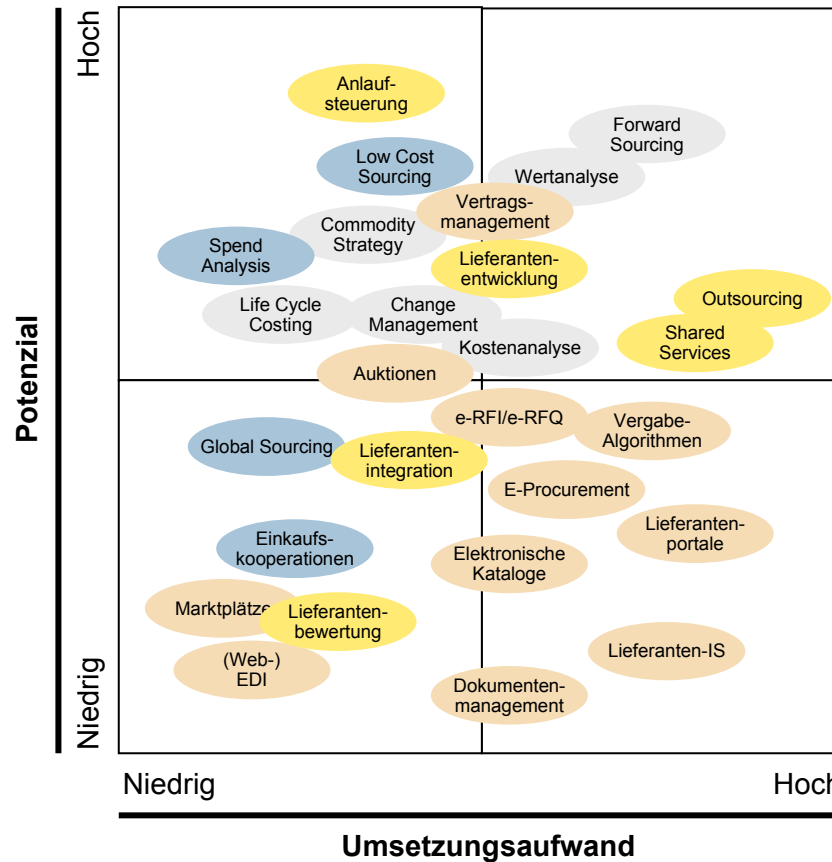 Hoch
Potenzial
Niedrig
Anlauf-
steuerung
Forward
Sourcing
Low Cost
Sourcing
Wertanalyse
Vertrags-
management
Commodity
Strategy
Spend
Analysis
Lieferanten-
entwicklung
Outsourcing
Life Cycle
Costing
Change
Management
Shared
Services
Kostenanalyse
Auktionen
e-RFI/e-RFQ
Vergabe-
Algorithmen
Global Sourcing
Lieferanten-
integration
E-Procurement
Lieferanten-
portale
Einkaufs-
kooperationen
Elektronische
Kataloge
Marktplätze
Lieferanten-
bewertung
(Web-)
EDI
Lieferanten-IS
Dokumenten-
management
Niedrig
Hoch
Umsetzungsaufwand